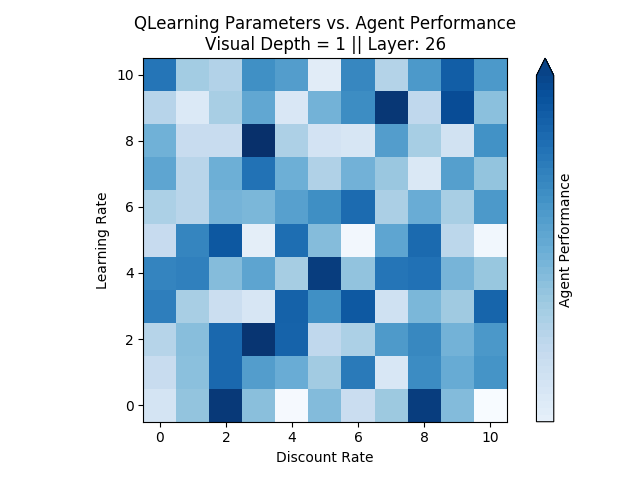 QLearning Parameters vs. Agent Performance
Visual Depth = 1 || Layer: 26
10
8
6
4
2
0
Learning Rate
0 2 4 6 8 10
Discount Rate
Agent Performance